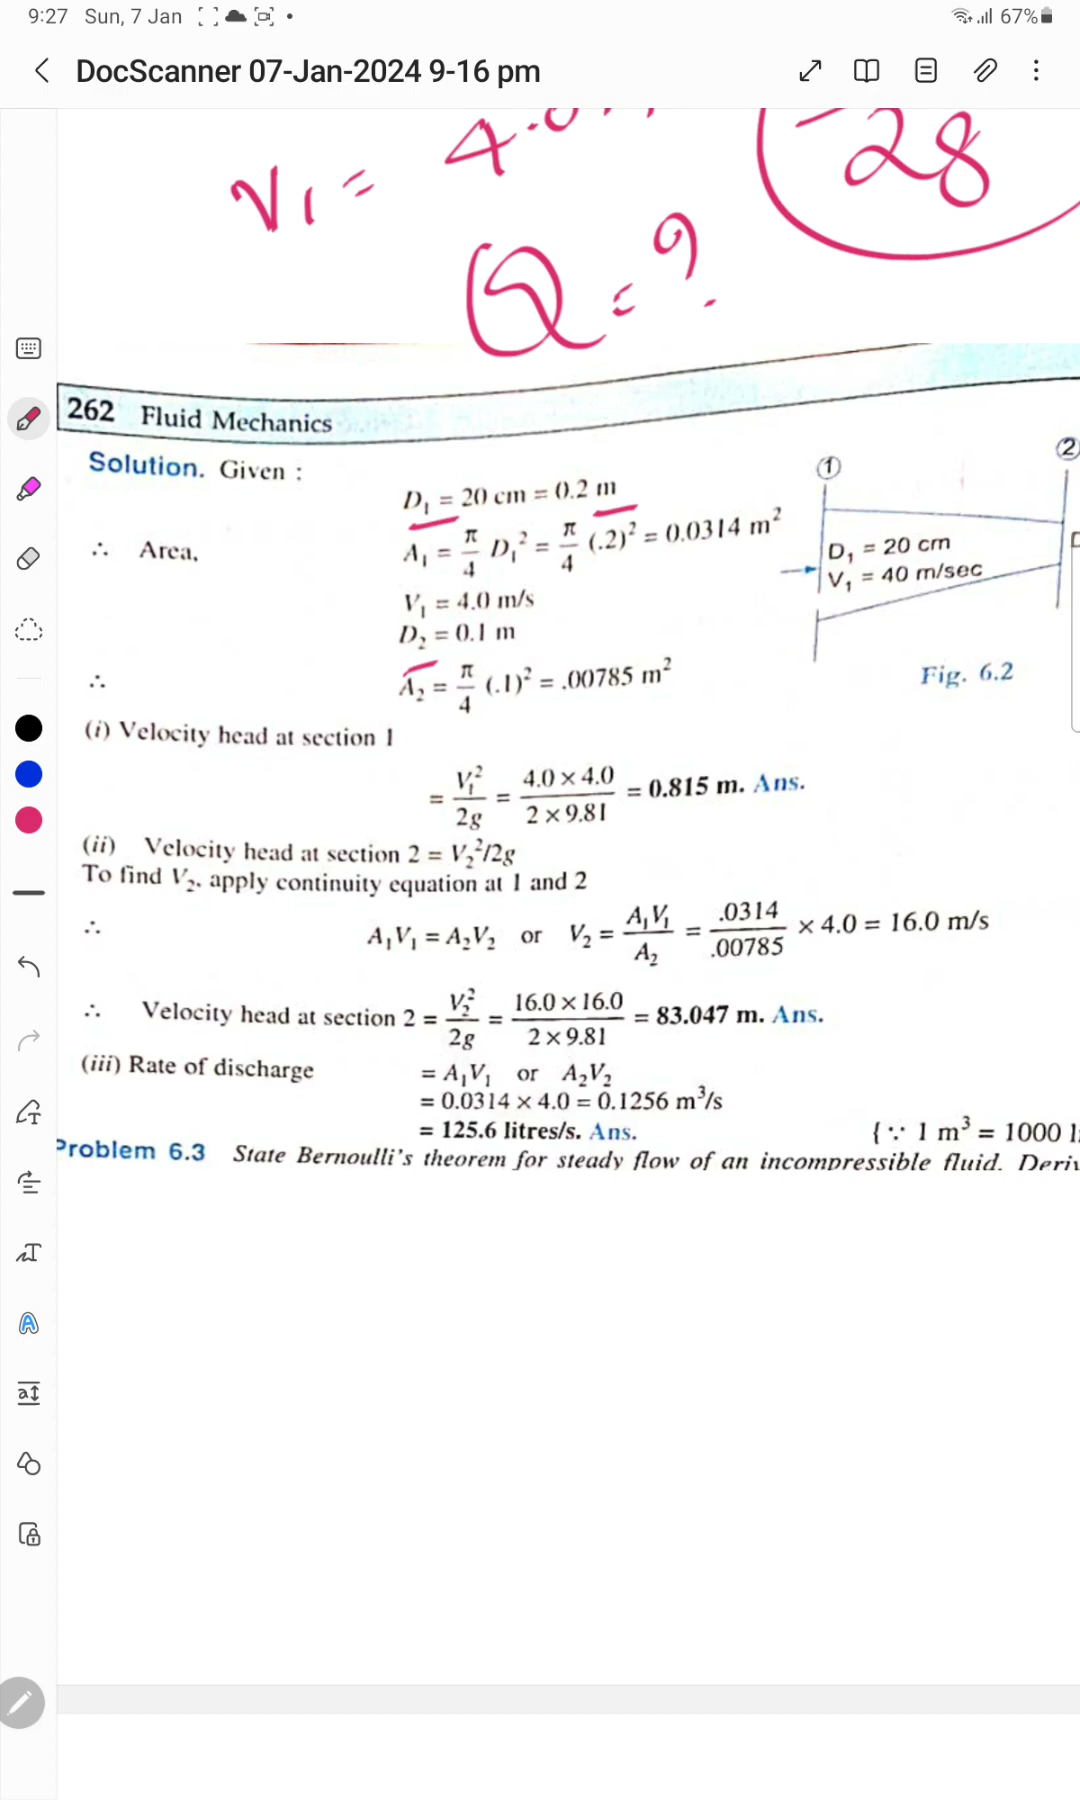 9:27 Sun, 7 Jan
67%
DocScanner 07-Jan-2024 9-16 pm
V1 = 4.0
28
Q = ?
262 Fluid Mechanics
Solution. Given :
D₁ = 20 cm = 0.2 m
∴ Area, A₁ = π/4 D₁² = π/4 (.2)² = 0.0314 m²
V₁ = 4.0 m/s
D₂ = 0.1 m
∴ A₂ = π/4 (.1)² = .00785 m²
① ②
D₁ = 20 cm
V₁ = 40 m/sec
Fig. 6.2
(i) Velocity head at section 1
= V₁²/2g = 4.0 × 4.0/2 × 9.81 = 0.815 m. Ans.
(ii) Velocity head at section 2 = V₂²/2g
To find V₂, apply continuity equation at 1 and 2
∴ A₁V₁ = A₂V₂ or V₂ = A₁V₁/A₂ = .0314/.00785 × 4.0 = 16.0 m/s
∴ Velocity head at section 2 = V₂²/2g = 16.0 × 16.0/2 × 9.81 = 83.047 m. Ans.
(iii) Rate of discharge = A₁V₁ or A₂V₂
= 0.0314 × 4.0 = 0.1256 m³/s
= 125.6 litres/s. Ans. {∵ 1 m³ = 1000
Problem 6.3 State Bernoulli's theorem for steady flow of an incompressible fluid. Deriv